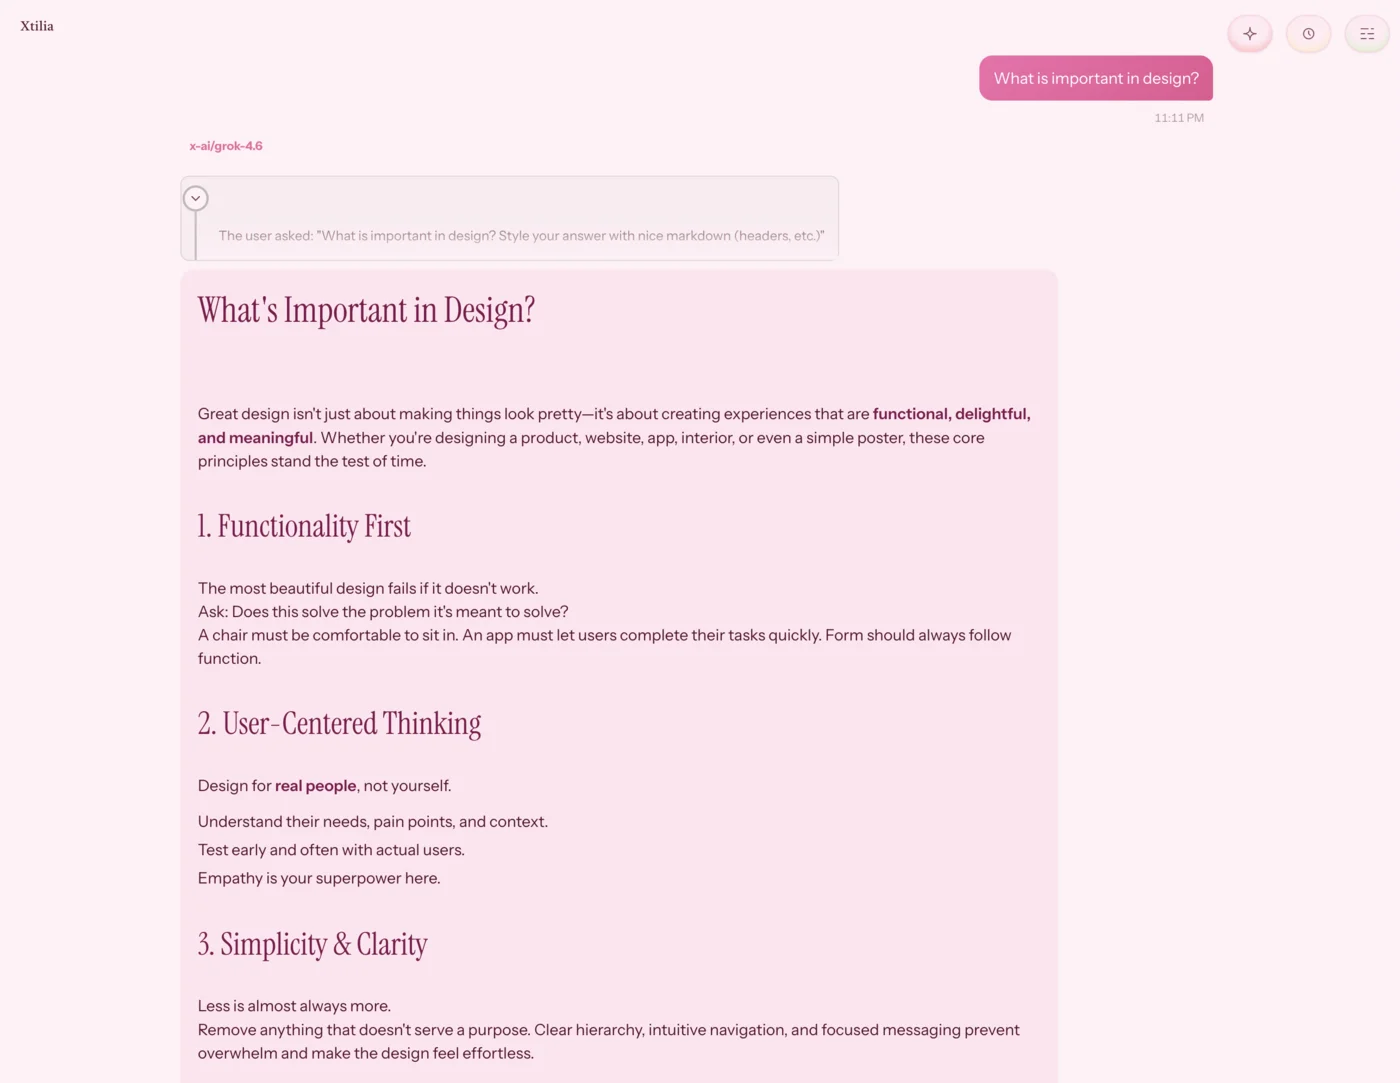 Xtilia
What is important in design?
11:11 PM
x-ai/grok-4.6
The user asked: "What is important in design? Style your answer with nice markdown (headers, etc.)"
What's Important in Design?
Great design isn't just about making things look pretty—it's about creating experiences that are functional, delightful,
and meaningful. Whether you're designing a product, website, app, interior, or even a simple poster, these core
principles stand the test of time.
1. Functionality First
The most beautiful design fails if it doesn't work.
Ask: Does this solve the problem it's meant to solve?
A chair must be comfortable to sit in. An app must let users complete their tasks quickly. Form should always follow
function.
2. User-Centered Thinking
Design for real people, not yourself.
Understand their needs, pain points, and context.
Test early and often with actual users.
Empathy is your superpower here.
3. Simplicity & Clarity
Less is almost always more.
Remove anything that doesn't serve a purpose. Clear hierarchy, intuitive navigation, and focused messaging prevent
overwhelm and make the design feel effortless.